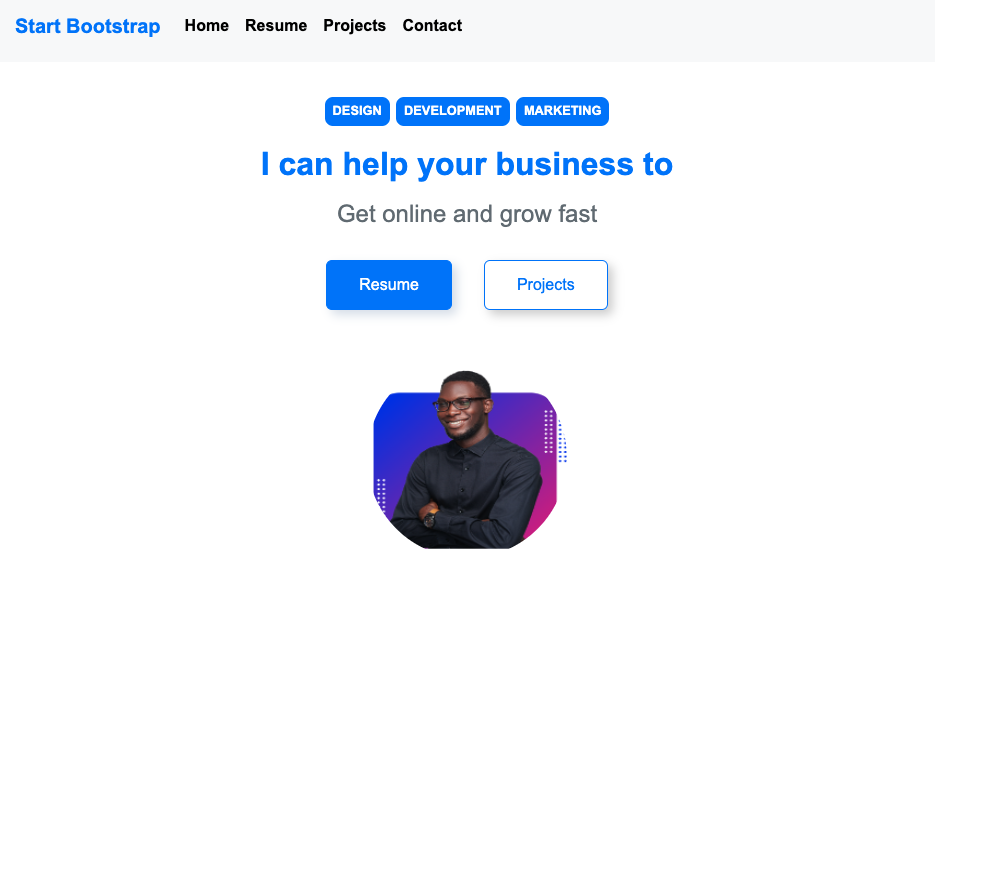 Start Bootstrap Home Resume Projects Contact
DESIGN DEVELOPMENT MARKETING
I can help your business to
Get online and grow fast
Resume Projects